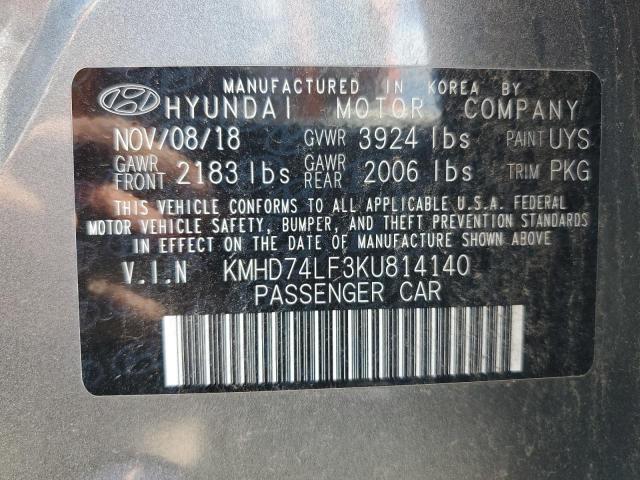 MANUFACTURED IN KOREA BY
HYUNDAI MOTOR COMPANY
NOV/08/18 GVWR 3924 lbs PAINT UYS
GAWR FRONT 2183 lbs GAWR REAR 2006 lbs TRIM PKG
THIS VEHICLE CONFORMS TO ALL APPLICABLE U.S.A. FEDERAL
MOTOR VEHICLE SAFETY, BUMPER, AND THEFT PREVENTION STANDARDS
IN EFFECT ON THE DATE OF MANUFACTURE SHOWN ABOVE.
V.I.N KMHD74LF3KU814140
PASSENGER CAR